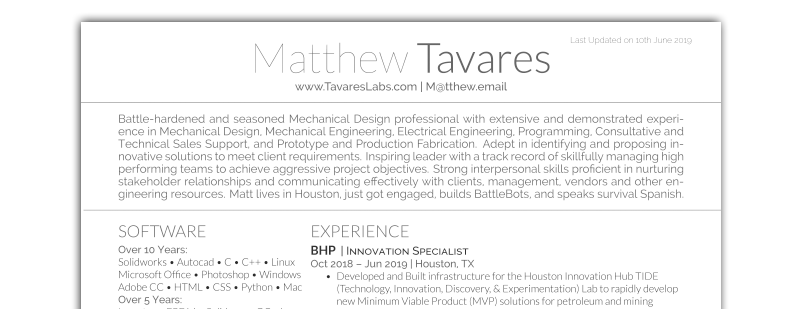 Last Updated on 10th June 2019
Matthew Tavares
www.TavaresLabs.com | M@tthew.email
Battle-hardened and seasoned Mechanical Design professional with extensive and demonstrated experi-
ence in Mechanical Design, Mechanical Engineering, Electrical Engineering, Programming, Consultative and
Technical Sales Support, and Prototype and Production Fabrication. Adept in identifying and proposing in-
novative solutions to meet client requirements. Inspiring leader with a track record of skillfully managing high
performing teams to achieve aggressive project objectives. Strong interpersonal skills proficient in nurturing
stakeholder relationships and communicating effectively with clients, management, vendors and other en-
gineering resources. Matt lives in Houston, just got engaged, builds BattleBots, and speaks survival Spanish.
SOFTWARE
Over 10 Years:
Solidworks • Autocad • C • C++ • Linux
Microsoft Office • Photoshop • Windows
Adobe CC • HTML • CSS • Python • Mac
Over 5 Years:
EXPERIENCE
BHP | Innovation Specialist
Oct 2018 – Jun 2019 | Houston, TX
• Developed and Built infrastructure for the Houston Innovation Hub TIDE
(Technology, Innovation, Discovery, & Experimentation) Lab to rapidly develop
new Minimum Viable Product (MVP) solutions for petroleum and mining